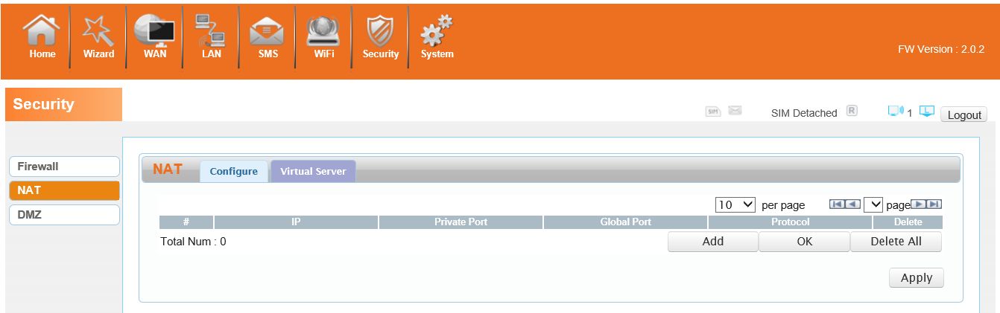 Home Wizard WAN LAN SMS WiFi Security System
FW Version : 2.0.2
Security
SIM SIM Detached R 1 L Logout
Firewall
NAT
DMZ
NAT Configure Virtual Server
10 per page page
# IP Private Port Global Port Protocol Delete
Total Num : 0 Add OK Delete All
Apply